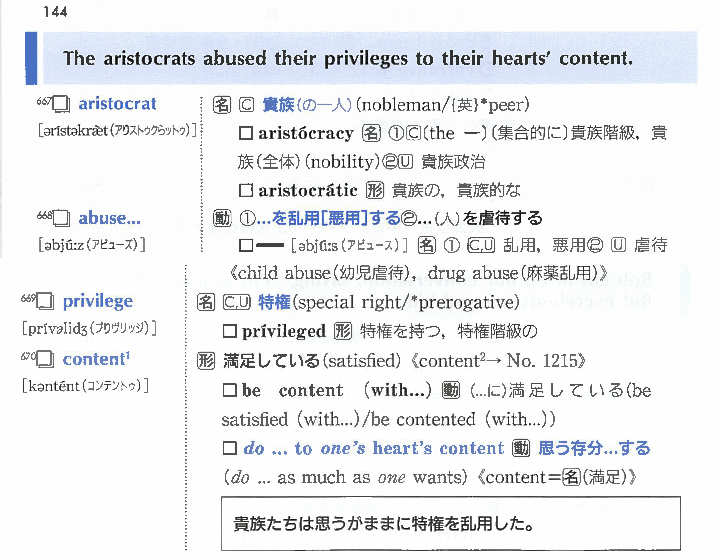 144
The aristocrats abused their privileges to their hearts' content.
667□ aristocrat
[ərístəkræ̀t(アリストゥクラットゥ)]
名 C 貴族(の一人)(nobleman/{英}*peer)
□ aristócracy 名 ①C(the ─)(集合的に)貴族階級，貴
族(全体)(nobility)②U 貴族政治
□ aristocrátic 形 貴族の，貴族的な
668□ abuse...
[əbjúːz(アビューズ)]
動 ①...を乱用[悪用]する②...(人)を虐待する
□━ [əbjúːs(アビュース)] 名 ① C,U 乱用，悪用② U 虐待
《child abuse(幼児虐待)，drug abuse(麻薬乱用)》
669□ privilege
[prívəlidʒ(プリヴリッヂ)]
名 C,U 特権(special right/*prerogative)
□ prívileged 形 特権を持つ，特権階級の
670□ content¹
[kəntént(コンテントゥ)]
形 満足している(satisfied)《content²→ No. 1215》
□ be content (with...) 動 (...に)満足している(be
satisfied (with...)/be contented (with...))
□ do ... to one's heart's content 動 思う存分...する
(do ... as much as one wants)《content=名(満足)》
貴族たちは思うがままに特権を乱用した。